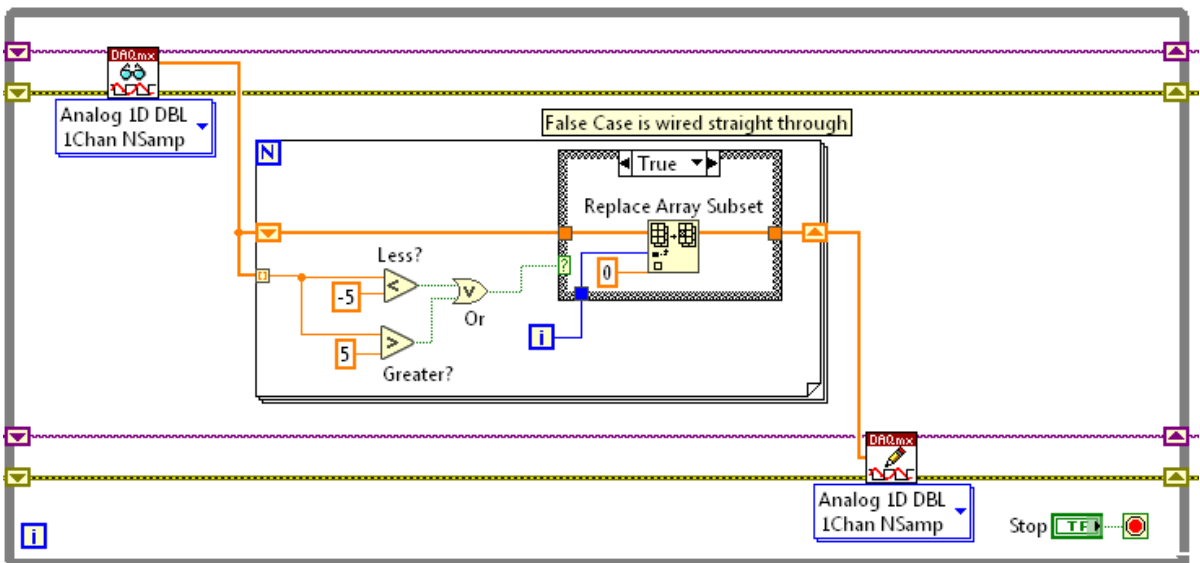 DAQmx
Analog 1D DBL
1Chan NSamp
False Case is wired straight through
N
True
Replace Array Subset
Less?
0
?
-5
v
Or
i
5
Greater?
DAQmx
Analog 1D DBL
1Chan NSamp
Stop
TF
i